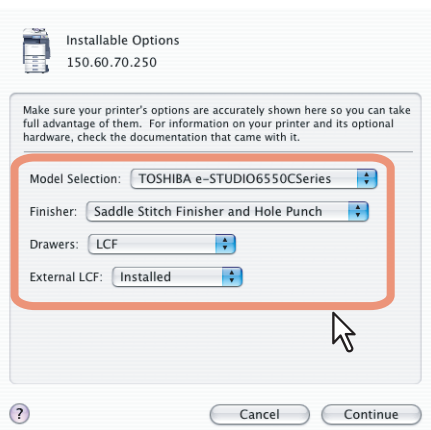 Installable Options
150.60.70.250
Make sure your printer's options are accurately shown here so you can take
full advantage of them. For information on your printer and its optional
hardware, check the documentation that came with it.
Model Selection: TOSHIBA e-STUDIO6550CSeries
Finisher: Saddle Stitch Finisher and Hole Punch
Drawers: LCF
External LCF: Installed
? Cancel Continue